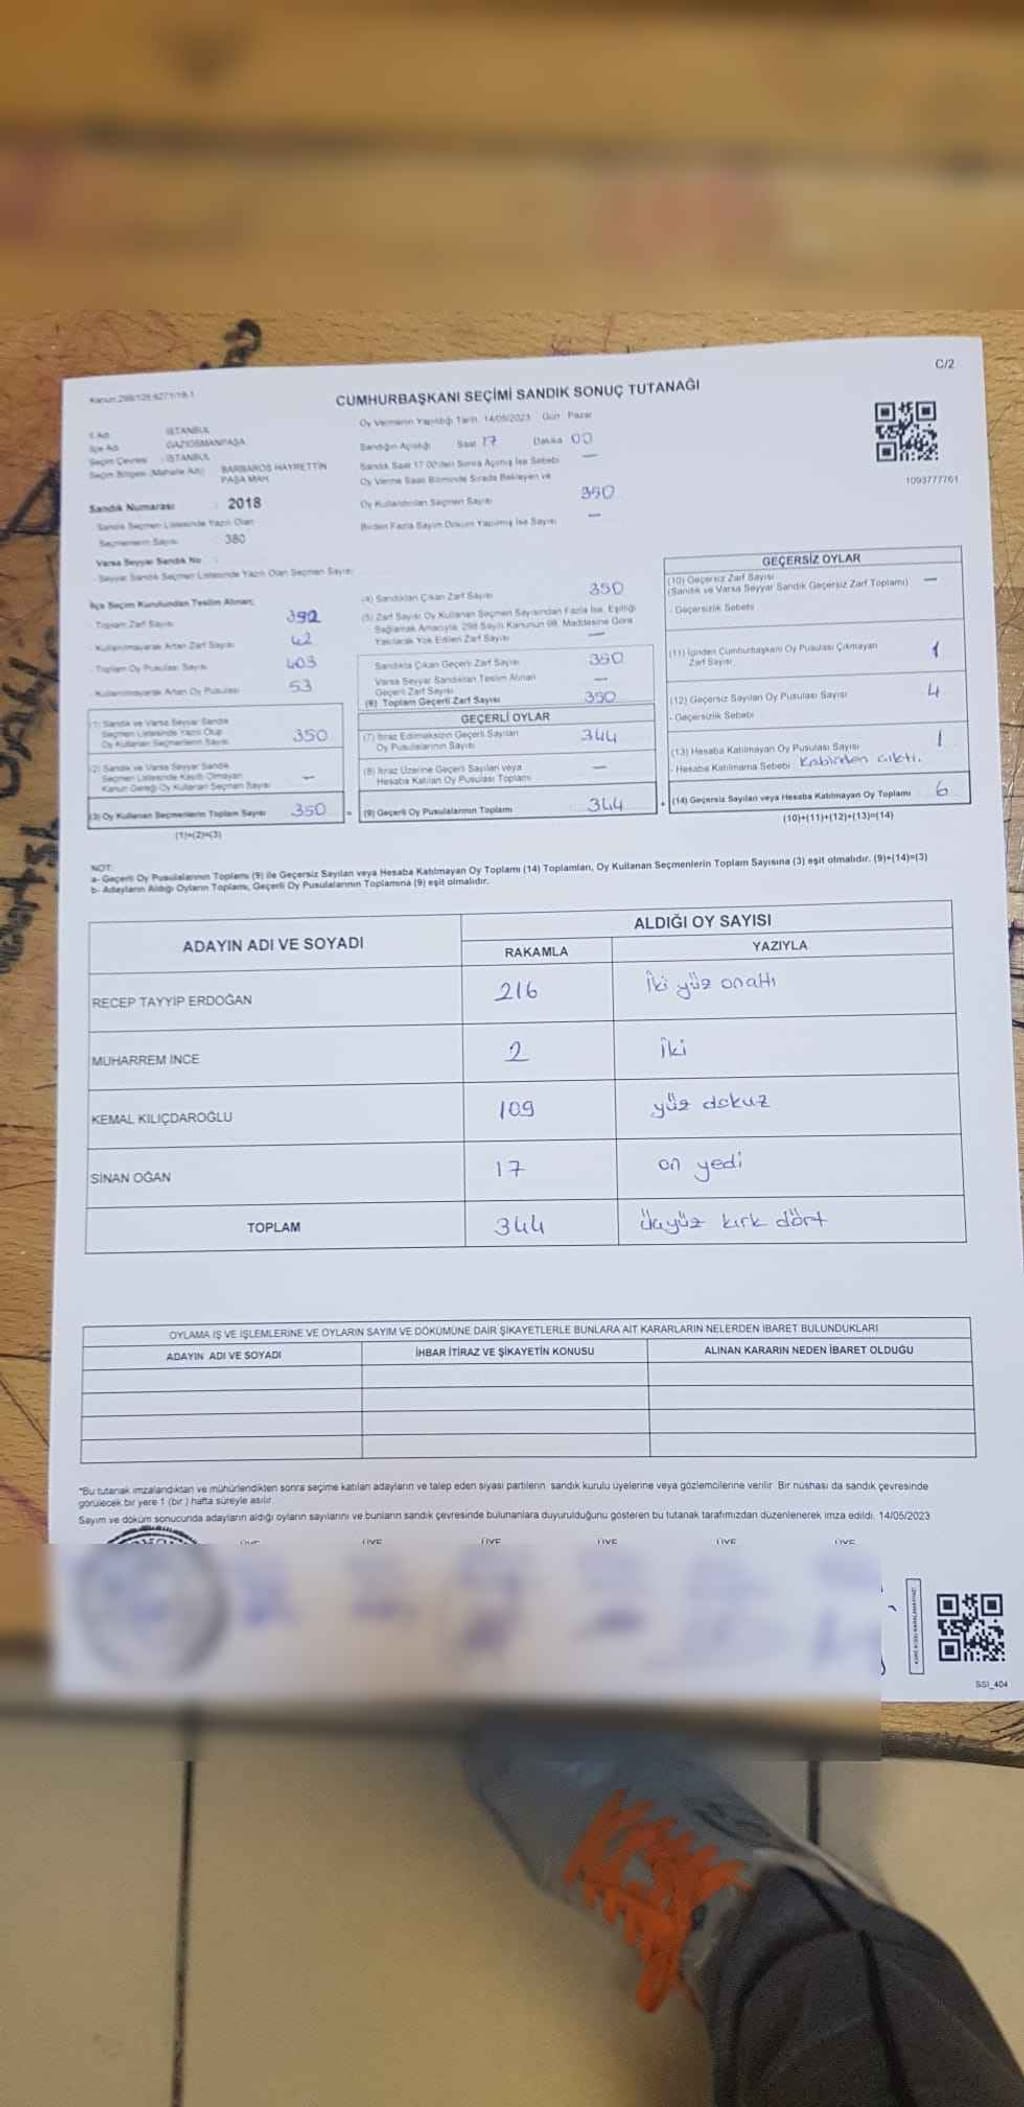 C/2
Kanun:298/105 6271/19.1
CUMHURBAŞKANI SEÇİMİ SANDIK SONUÇ TUTANAĞI
Oy Vermenin Yapıldığı Tarih 14/05/2023 Gün Pazar
İl Adı İSTANBUL
İlçe Adı GAZİOSMANPAŞA
Seçim Çevresi İSTANBUL
Seçim Bölgesi (Mahalle Adı) BARBAROS HAYRETTİN PAŞA MAH
Sandığın Açıldığı Saat 17 Dakika 00
Sandık Saat 17.00'den Sonra Açılmış İse Sebebi —
Oy Verme Saati Bitiminde Sırada Bekleyen ve
Oy Kullandırılan Seçmen Sayısı 350
Birden Fazla Sayım Döküm Yapılmış İse Sayısı —
1093777761
Sandık Numarası : 2018
Sandık Seçmen Listesinde Yazılı Olan
Seçmenlerin Sayısı : 380
Varsa Seyyar Sandık No :
Seyyar Sandık Seçmen Listesinde Yazılı Olan Seçmen Sayısı:
İlçe Seçim Kurulundan Teslim Alınan;
- Toplam Zarf Sayısı 392
- Kullanılmayarak Artan Zarf Sayısı 42
- Toplam Oy Pusulası Sayısı 403
- Kullanılmayarak Artan Oy Pusulası 53
(1) Sandık ve Varsa Seyyar Sandık
Seçmen Listesinde Yazılı Olup
Oy Kullanan Seçmenlerin Sayısı 350
(2) Sandık ve Varsa Seyyar Sandık
Seçmen Listesinde Kayıtlı Olmayan
Kanun Gereği Oy Kullanan Seçmen Sayısı —
(3) Oy Kullanan Seçmenlerin Toplam Sayısı 350
(1)+(2)=(3)
(4) Sandıktan Çıkan Zarf Sayısı 350
(5) Zarf Sayısı Oy Kullanan Seçmen Sayısından Fazla İse, Eşitliği
Sağlamak Amacıyla, 298 Sayılı Kanunun 98. Maddesine Göre
Yakılarak Yok Edilen Zarf Sayısı —
Sandıkta Çıkan Geçerli Zarf Sayısı 350
Varsa Seyyar Sandıktan Teslim Alınan
Geçerli Zarf Sayısı —
(6) Toplam Geçerli Zarf Sayısı 350
GEÇERLİ OYLAR
(7) İtiraz Edilmeksizin Geçerli Sayılan
Oy Pusulalarının Sayısı 344
(8) İtiraz Üzerine Geçerli Sayılan veya
Hesaba Katılan Oy Pusulası Toplamı —
= (9) Geçerli Oy Pusulalarının Toplamı 344
GEÇERSİZ OYLAR
(10) Geçersiz Zarf Sayısı
(Sandık ve Varsa Seyyar Sandık Geçersiz Zarf Toplamı) —
- Geçersizlik Sebebi
(11) İçinden Cumhurbaşkanı Oy Pusulası Çıkmayan
Zarf Sayısı 1
(12) Geçersiz Sayılan Oy Pusulası Sayısı 4
- Geçersizlik Sebebi
(13) Hesaba Katılmayan Oy Pusulası Sayısı 1
- Hesaba Katılmama Sebebi: Kabinden çıktı.
+ (14) Geçersiz Sayılan veya Hesaba Katılmayan Oy Toplamı 6
(10)+(11)+(12)+(13)=(14)
NOT:
a- Geçerli Oy Pusulalarının Toplamı (9) ile Geçersiz Sayılan veya Hesaba Katılmayan Oy Toplamı (14) Toplamları, Oy Kullanan Seçmenlerin Toplam Sayısına (3) eşit olmalıdır. (9)+(14)=(3)
b- Adayların Aldığı Oyların Toplamı, Geçerli Oy Pusulalarının Toplamına (9) eşit olmalıdır.
ADAYIN ADI VE SOYADI
ALDIĞI OY SAYISI
RAKAMLA YAZIYLA
RECEP TAYYİP ERDOĞAN 216 İki yüz onaltı
MUHARREM İNCE 2 İki
KEMAL KILIÇDAROĞLU 109 yüz dokuz
SİNAN OĞAN 17 on yedi
TOPLAM 344 Üçyüz kırk dört
OYLAMA İŞ VE İŞLEMLERİNE VE OYLARIN SAYIM VE DÖKÜMÜNE DAİR ŞİKAYETLERLE BUNLARA AİT KARARLARIN NELERDEN İBARET BULUNDUKLARI
ADAYIN ADI VE SOYADI İHBAR İTİRAZ VE ŞİKAYETİN KONUSU ALINAN KARARIN NEDEN İBARET OLDUĞU
*Bu tutanak imzalandıktan ve mühürlendikten sonra seçime katılan adayların ve talep eden siyasi partilerin sandık kurulu üyelerine veya gözlemcilerine verilir. Bir nüshası da sandık çevresinde
görülecek bir yere 1 (bir ) hafta süreyle asılır.
Sayım ve döküm sonucunda adayların aldığı oyların sayılarını ve bunların sandık çevresinde bulunanlara duyurulduğunu gösteren bu tutanak tarafımızdan düzenlenerek imza edildi. 14/05/2023
ÜYE ÜYE ÜYE ÜYE ÜYE ÜYE
SSI_404